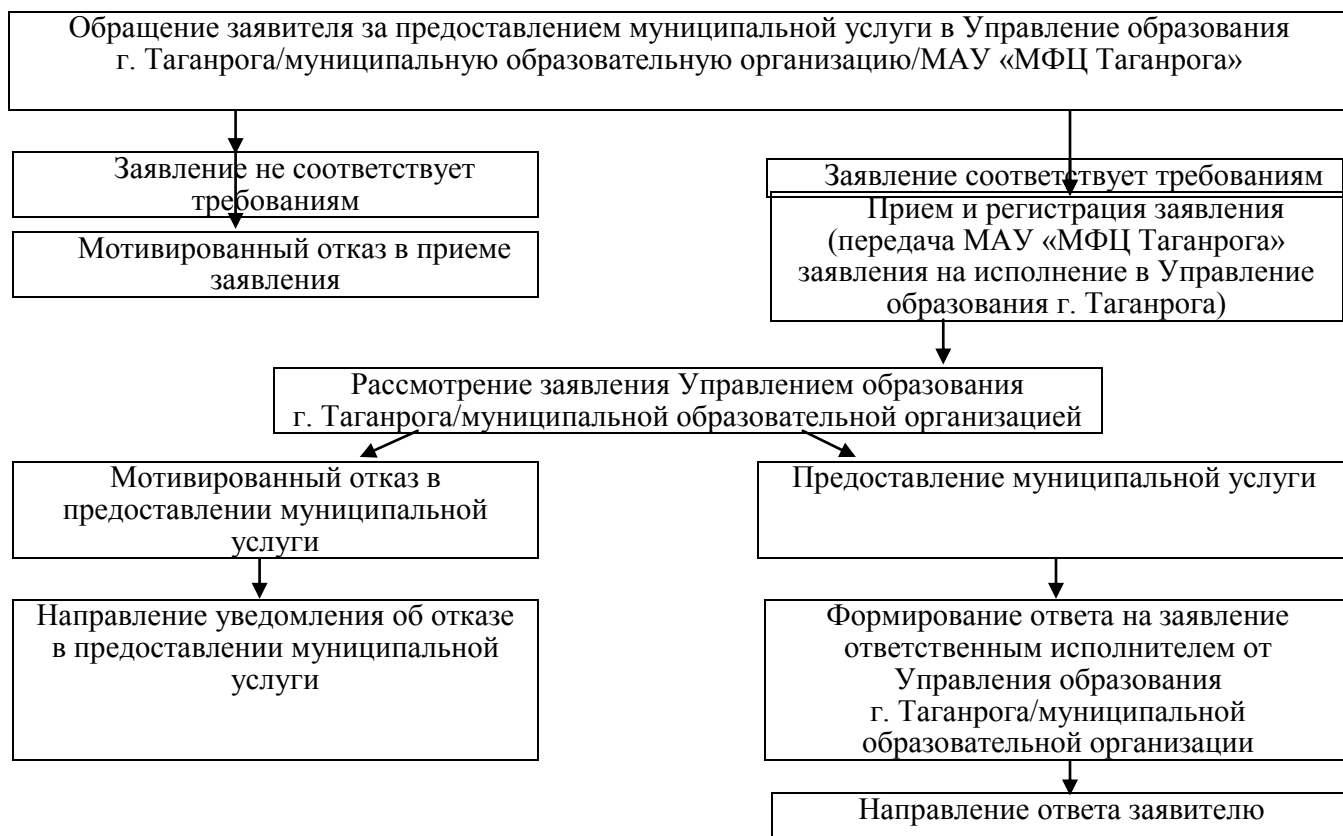 Обращение заявителя за предоставлением муниципальной услуги в Управление образования
г. Таганрога/муниципальную образовательную организацию/МАУ «МФЦ Таганрога»
Заявление не соответствует
требованиям
Заявление соответствует требованиям
Мотивированный отказ в приеме
заявления
Прием и регистрация заявления
(передача МАУ «МФЦ Таганрога»
заявления на исполнение в Управление
образования г. Таганрога)
Рассмотрение заявления Управлением образования
г. Таганрога/муниципальной образовательной организацией
Мотивированный отказ в
предоставлении муниципальной
услуги
Предоставление муниципальной услуги
Направление уведомления об отказе
в предоставлении муниципальной
услуги
Формирование ответа на заявление
ответственным исполнителем от
Управления образования
г. Таганрога/муниципальной
образовательной организации
Направление ответа заявителю